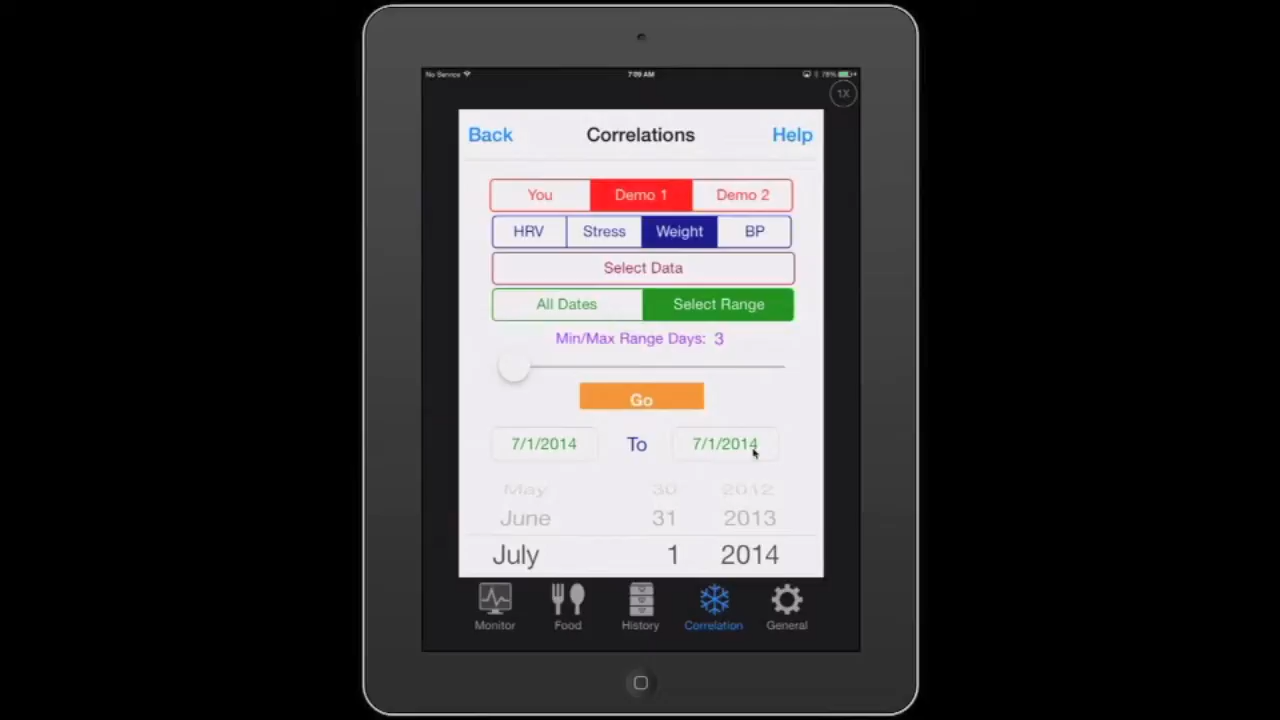 No Service 7:09 AM 79%
1X
Back Correlations Help
You Demo 1 Demo 2
HRV Stress Weight BP
Select Data
All Dates Select Range
Min/Max Range Days: 3
Go
7/1/2014 To 7/1/2014
May 30 2012
June 31 2013
July 1 2014
Monitor Food History Correlation General